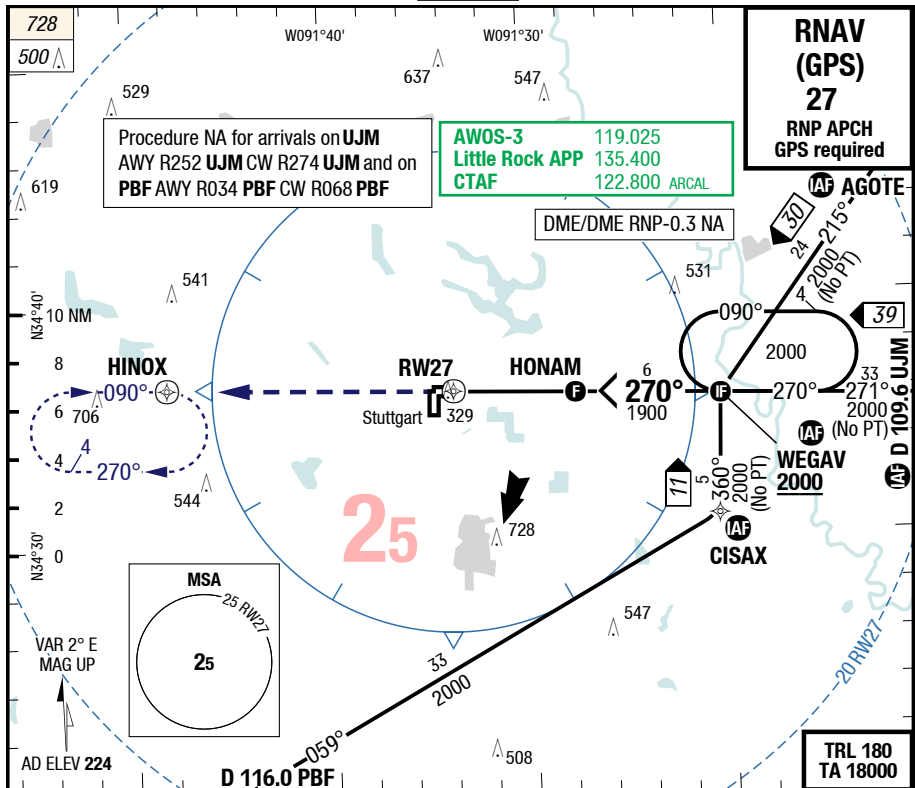 728
500
W091°40'
W091°30'
RNAV
(GPS)
27
RNP APCH
GPS required
637
547
529
Procedure NA for arrivals on UJM
AWY R252 UJM CW R274 UJM and on
PBF AWY R034 PBF CW R068 PBF
AWOS-3 119.025
Little Rock APP 135.400
CTAF 122.800 ARCAL
619
IAF AGOTE
30
215°
24
2000
(No PT)
DME/DME RNP-0.3 NA
541
531
4
N34°40'
10 NM
090°
39
8
HINOX
RW27
HONAM
6
2000
33
090°
F
270°
IF
270°
271°
6
706
Stuttgart
329
1900
2000
(No PT)
IAF
WEGAV
2000
IAF D 109.6 UJM
4
4
270°
544
11
5
360°
2000
(No PT)
2
25
728
IAF
CISAX
N34°30'
0
MSA
25 RW27
25
547
VAR 2° E
MAG UP
33
2000
20 RW27
059°
AD ELEV 224
D 116.0 PBF
508
TRL 180
TA 18000